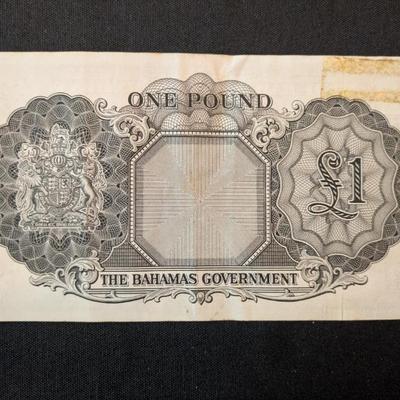 ONE POUND
£1
THE BAHAMAS GOVERNMENT